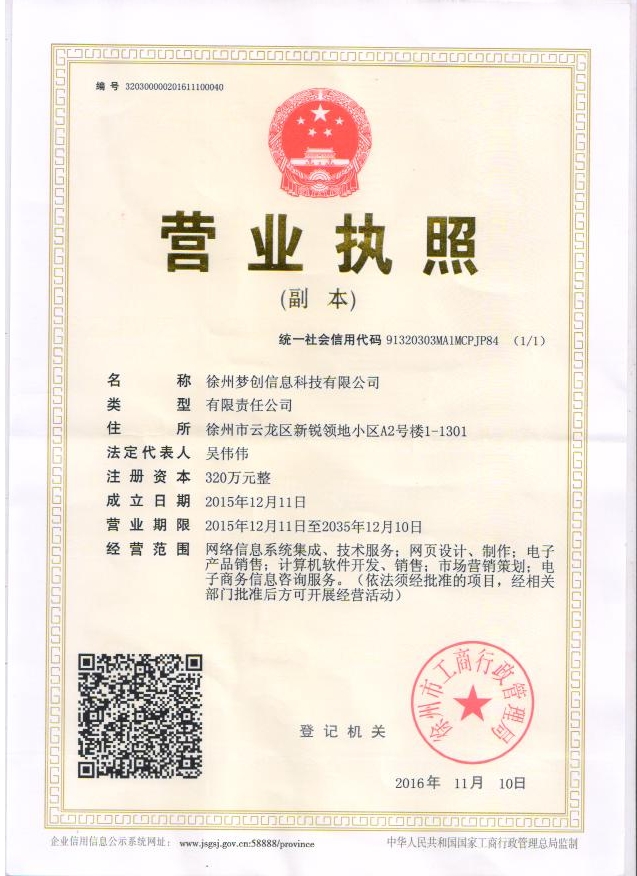 编 号 320300000201611100040
营业执照
(副 本)
统一社会信用代码 91320303MA1MCPJP84 (1/1)
名 称 徐州梦创信息科技有限公司
类 型 有限责任公司
住 所 徐州市云龙区新锐领地小区A2号楼1-1301
法定代表人 吴伟伟
注 册 资 本 320万元整
成 立 日 期 2015年12月11日
营 业 期 限 2015年12月11日至2035年12月10日
经 营 范 围 网络信息系统集成、技术服务；网页设计、制作；电子
产品销售；计算机软件开发、销售；市场营销策划；电
子商务信息咨询服务。（依法须经批准的项目，经相关
部门批准后方可开展经营活动）
徐州市工商行政管理局
登 记 机 关
2016年 11月 10日
企业信用信息公示系统网址： www.jsgsj.gov.cn:58888/province
中华人民共和国国家工商行政管理总局监制